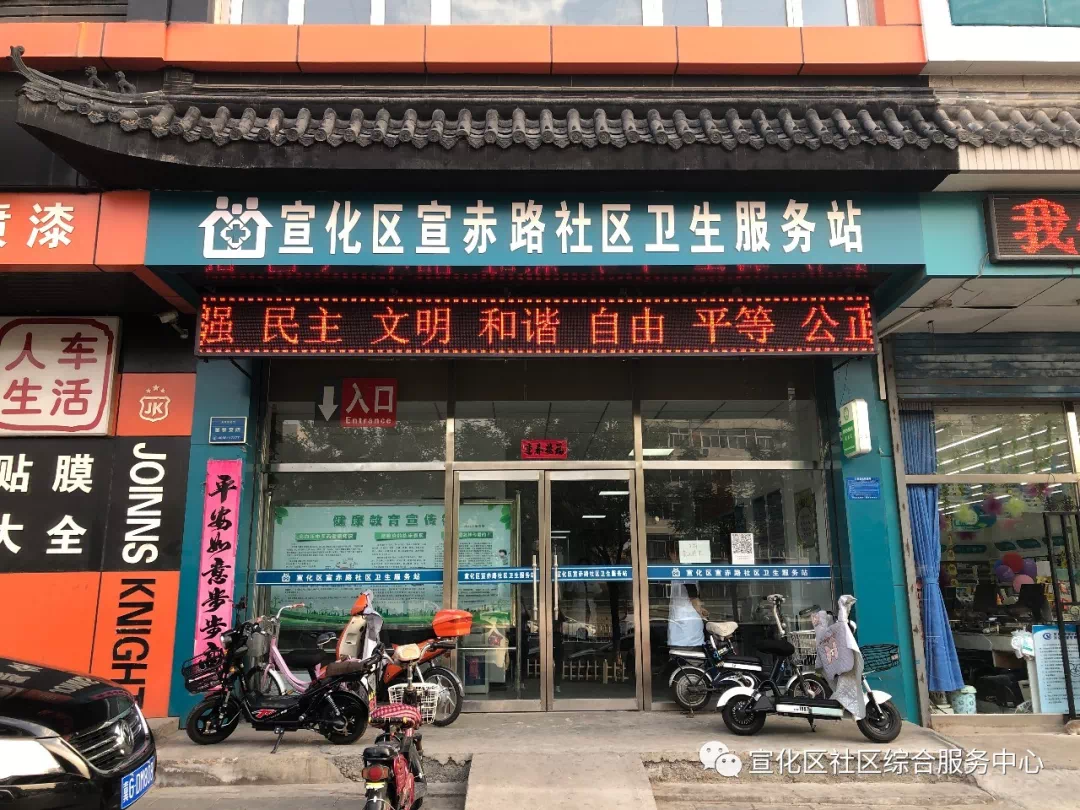 宣化区宣赤路社区卫生服务站
强 民主 文明 和谐 自由 平等 公正
喷漆
我
人车
生活
JK
贴膜
大全
JOINNS KNIGHT
入口
Entrance
平安如意步步
健康教育宣传
宣化区宣赤路社区卫生服务站
宣化区宣赤路社区卫生服务站
宣化区宣赤路社区卫生服务站
宣化区宣赤路社区卫生服务站
冀G·DM808
宣化区社区综合服务中心